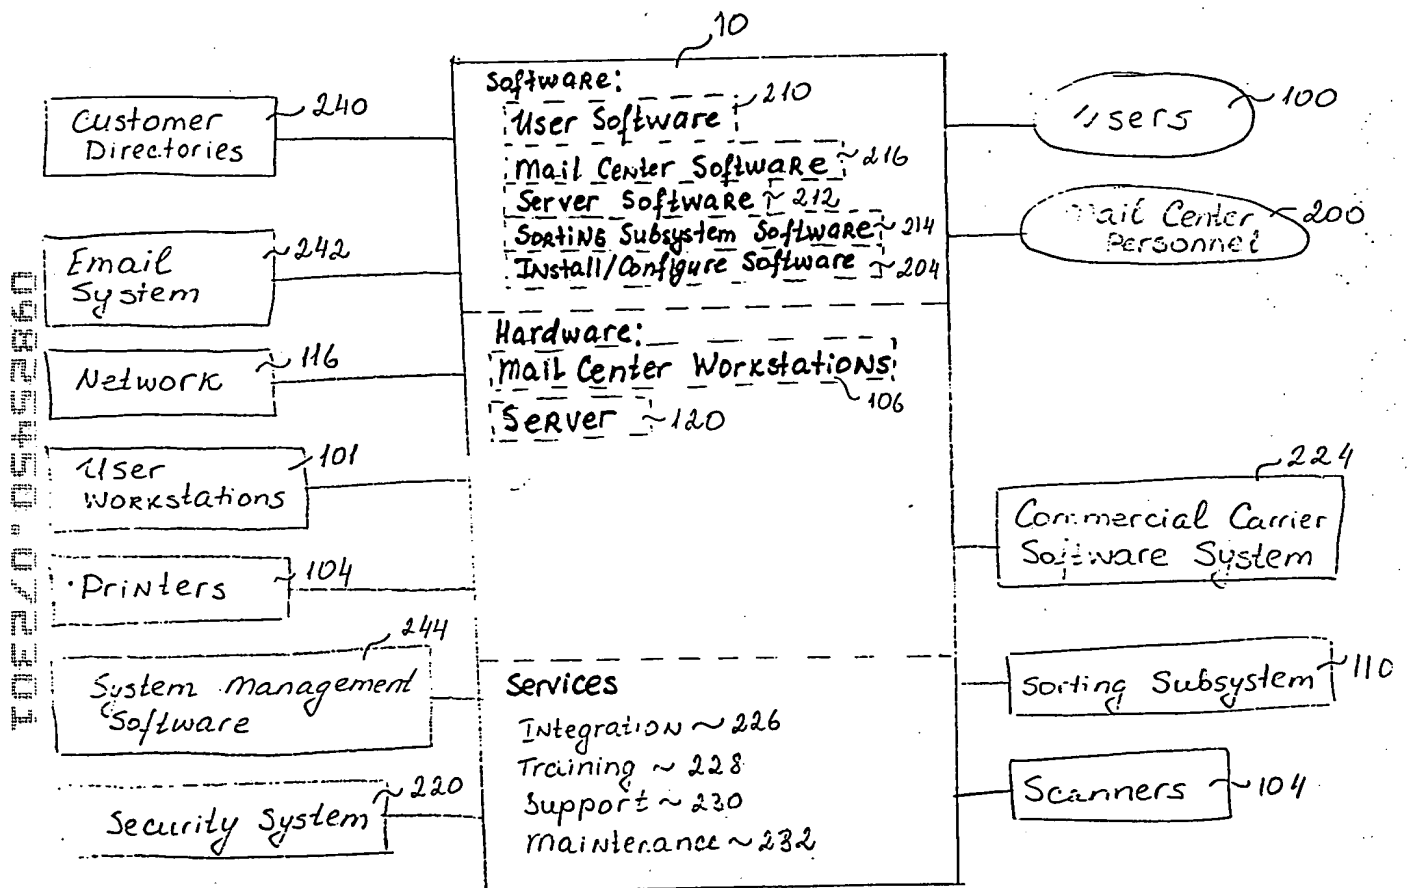 10
Software:
User Software 210
Mail Center Software 216
Server Software 212
Sorting Subsystem Software 214
Install/Configure Software 204
Hardware:
Mail Center Workstations
106
Server 120
Services
Integration ~ 226
Training ~ 228
Support ~ 230
Maintenance ~ 232
Customer
Directories
240
Email
System
242
Network
116
User
Workstations
101
Printers
104
System Management
Software
244
Security System
220
Users
100
Mail Center
Personnel
200
Commercial Carrier
Software System
224
Sorting Subsystem
110
Scanners
104
09825450.072301